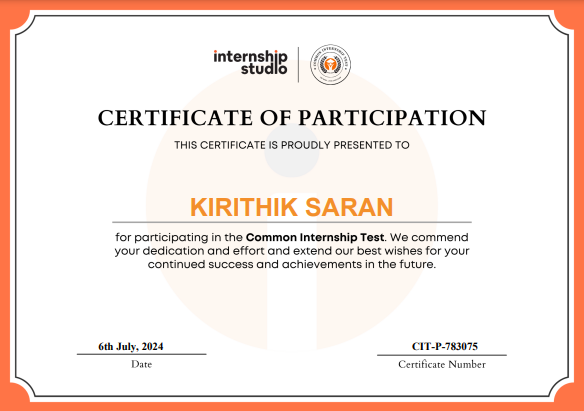 internship
studio
COMMON INTERNSHIP TEST
CERTIFICATE OF PARTICIPATION
THIS CERTIFICATE IS PROUDLY PRESENTED TO
KIRITHIK SARAN
for participating in the Common Internship Test. We commend
your dedication and effort and extend our best wishes for your
continued success and achievements in the future.
6th July, 2024
Date
CIT-P-783075
Certificate Number